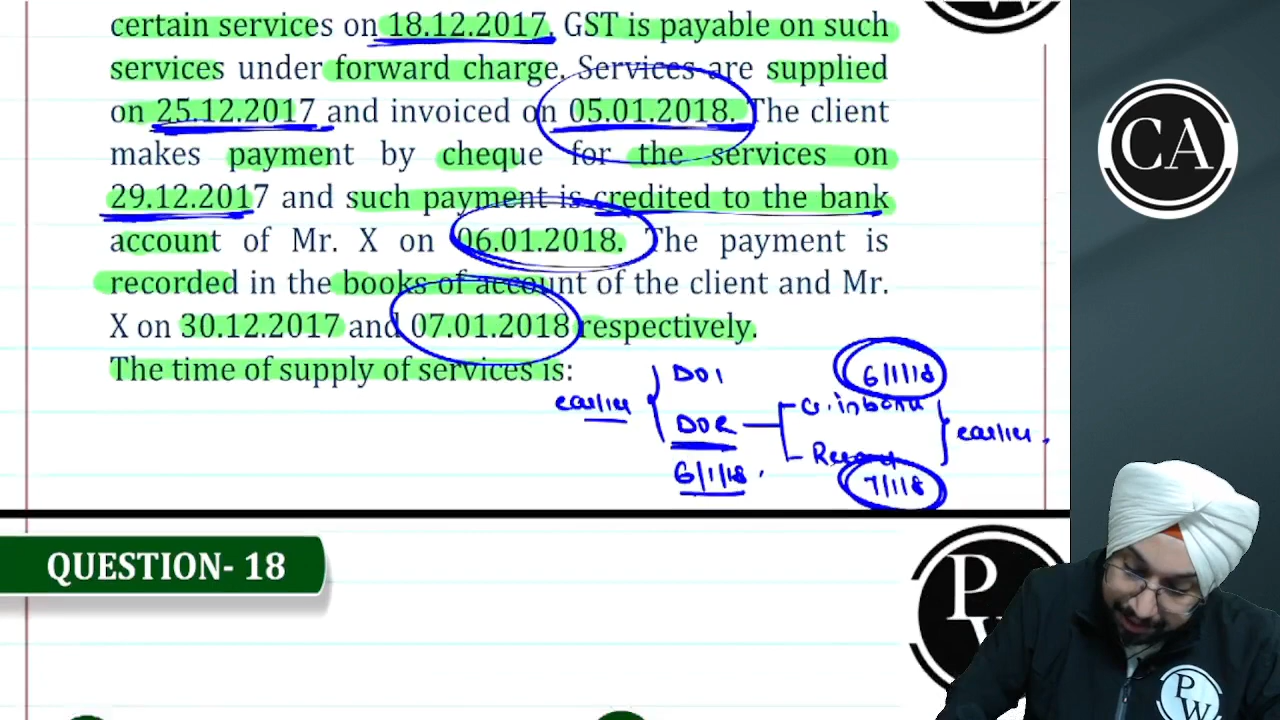 certain services on 18.12.2017. GST is payable on such
services under forward charge. Services are supplied
on 25.12.2017 and invoiced on 05.01.2018. The client
makes payment by cheque for the services on
29.12.2017 and such payment is credited to the bank
account of Mr. X on 06.01.2018. The payment is
recorded in the books of account of the client and Mr.
X on 30.12.2017 and 07.01.2018 respectively.
The time of supply of services is:
earlier
DOI
DOR
6/1/18
6/1/18
Cr. in bank
Record
7/1/18
earlier
CA
QUESTION- 18
P
W
P
W